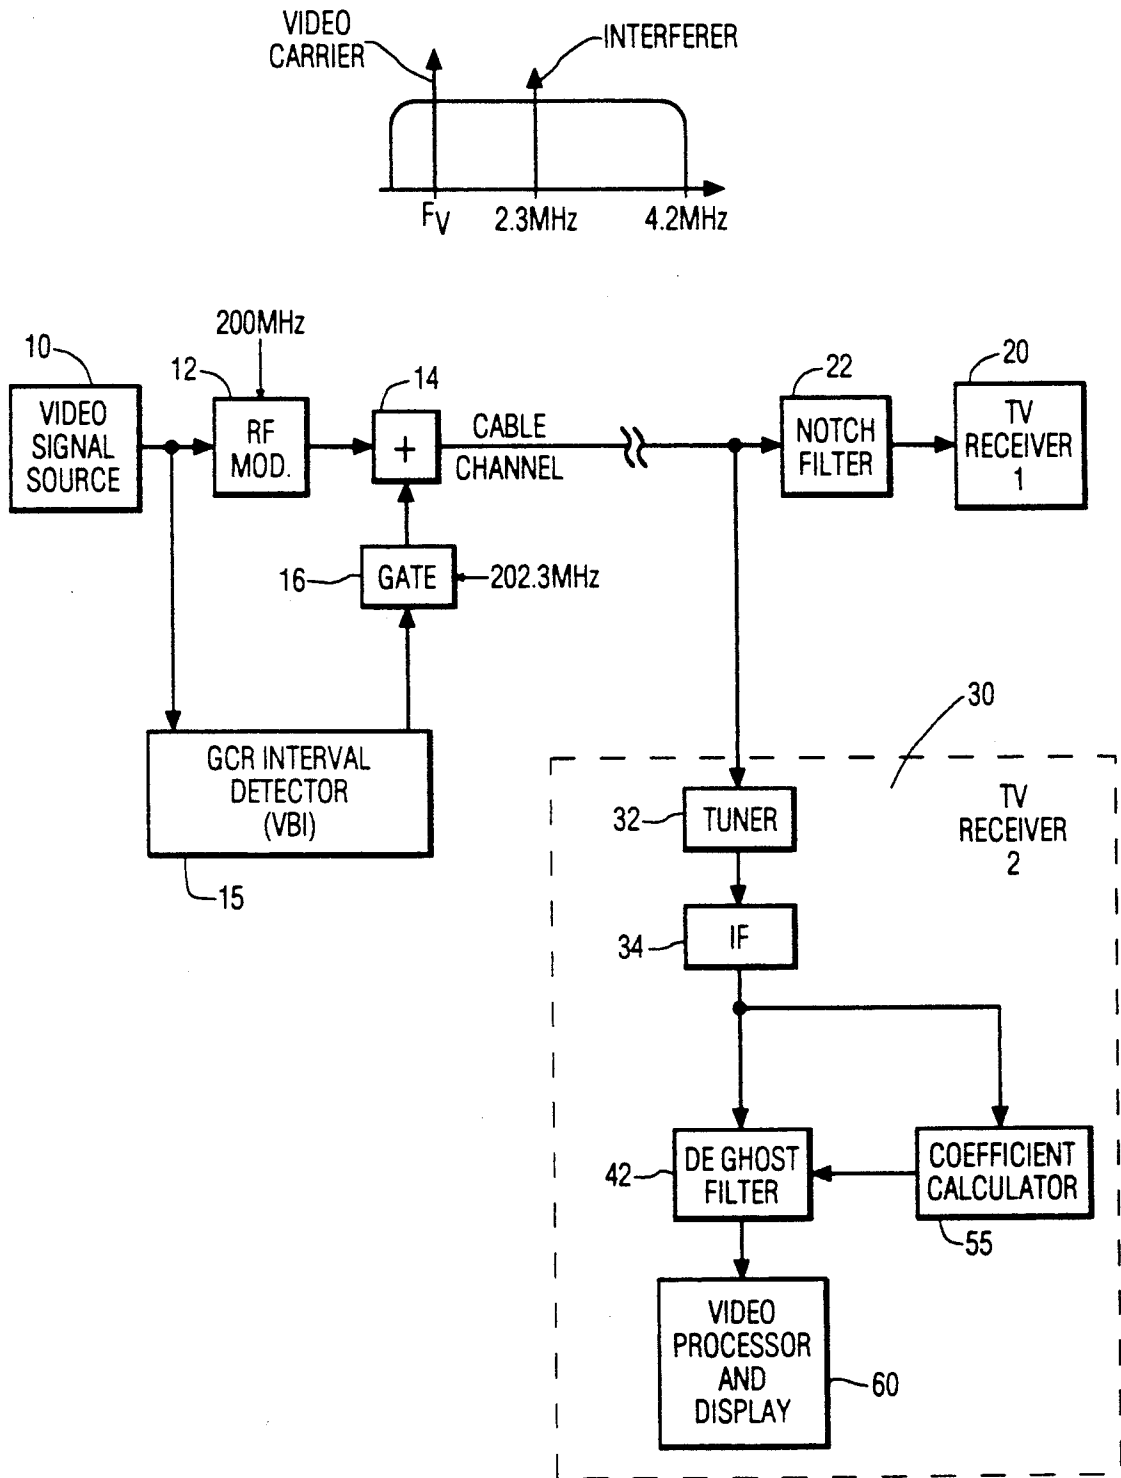 VIDEO
CARRIER
INTERFERER
FV
2.3MHz
4.2MHz
200MHz
10
12
14
22
20
VIDEO
SIGNAL
SOURCE
RF
MOD.
+
CABLE
CHANNEL
NOTCH
FILTER
TV
RECEIVER
1
16
GATE
202.3MHz
GCR INTERVAL
DETECTOR
(VBI)
15
30
TV
RECEIVER
2
32
TUNER
34
IF
42
DE GHOST
FILTER
COEFFICIENT
CALCULATOR
55
VIDEO
PROCESSOR
AND
DISPLAY
60